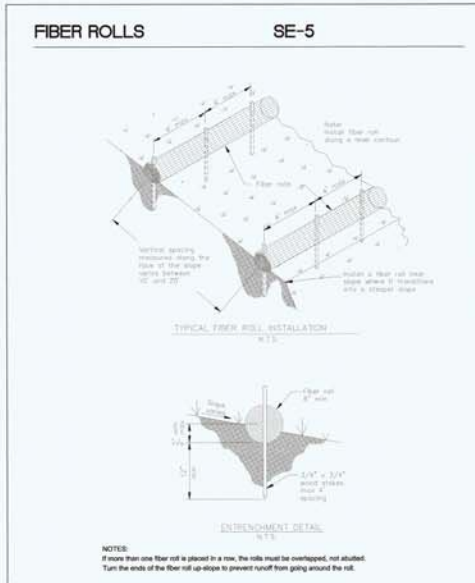 FIBER ROLLS SE-5
Note:
Install fiber roll
along a level contour.
Fiber rolls
Vertical spacing
measured along the
face of the slope
varies between
10' and 20'
Install a fiber roll near
slope where it transitions
into a steeper slope
TYPICAL FIBER ROLL INSTALLATION
N.T.S.
Fiber roll
8" min
Slope
varies
12"
min
3/4" x 3/4"
wood stakes
max 4'
spacing
ENTRENCHMENT DETAIL
N.T.S.
NOTES:
If more than one fiber roll is placed in a row, the rolls must be overlapped, not abutted.
Turn the ends of the fiber roll up-slope to prevent runoff from going around the roll.